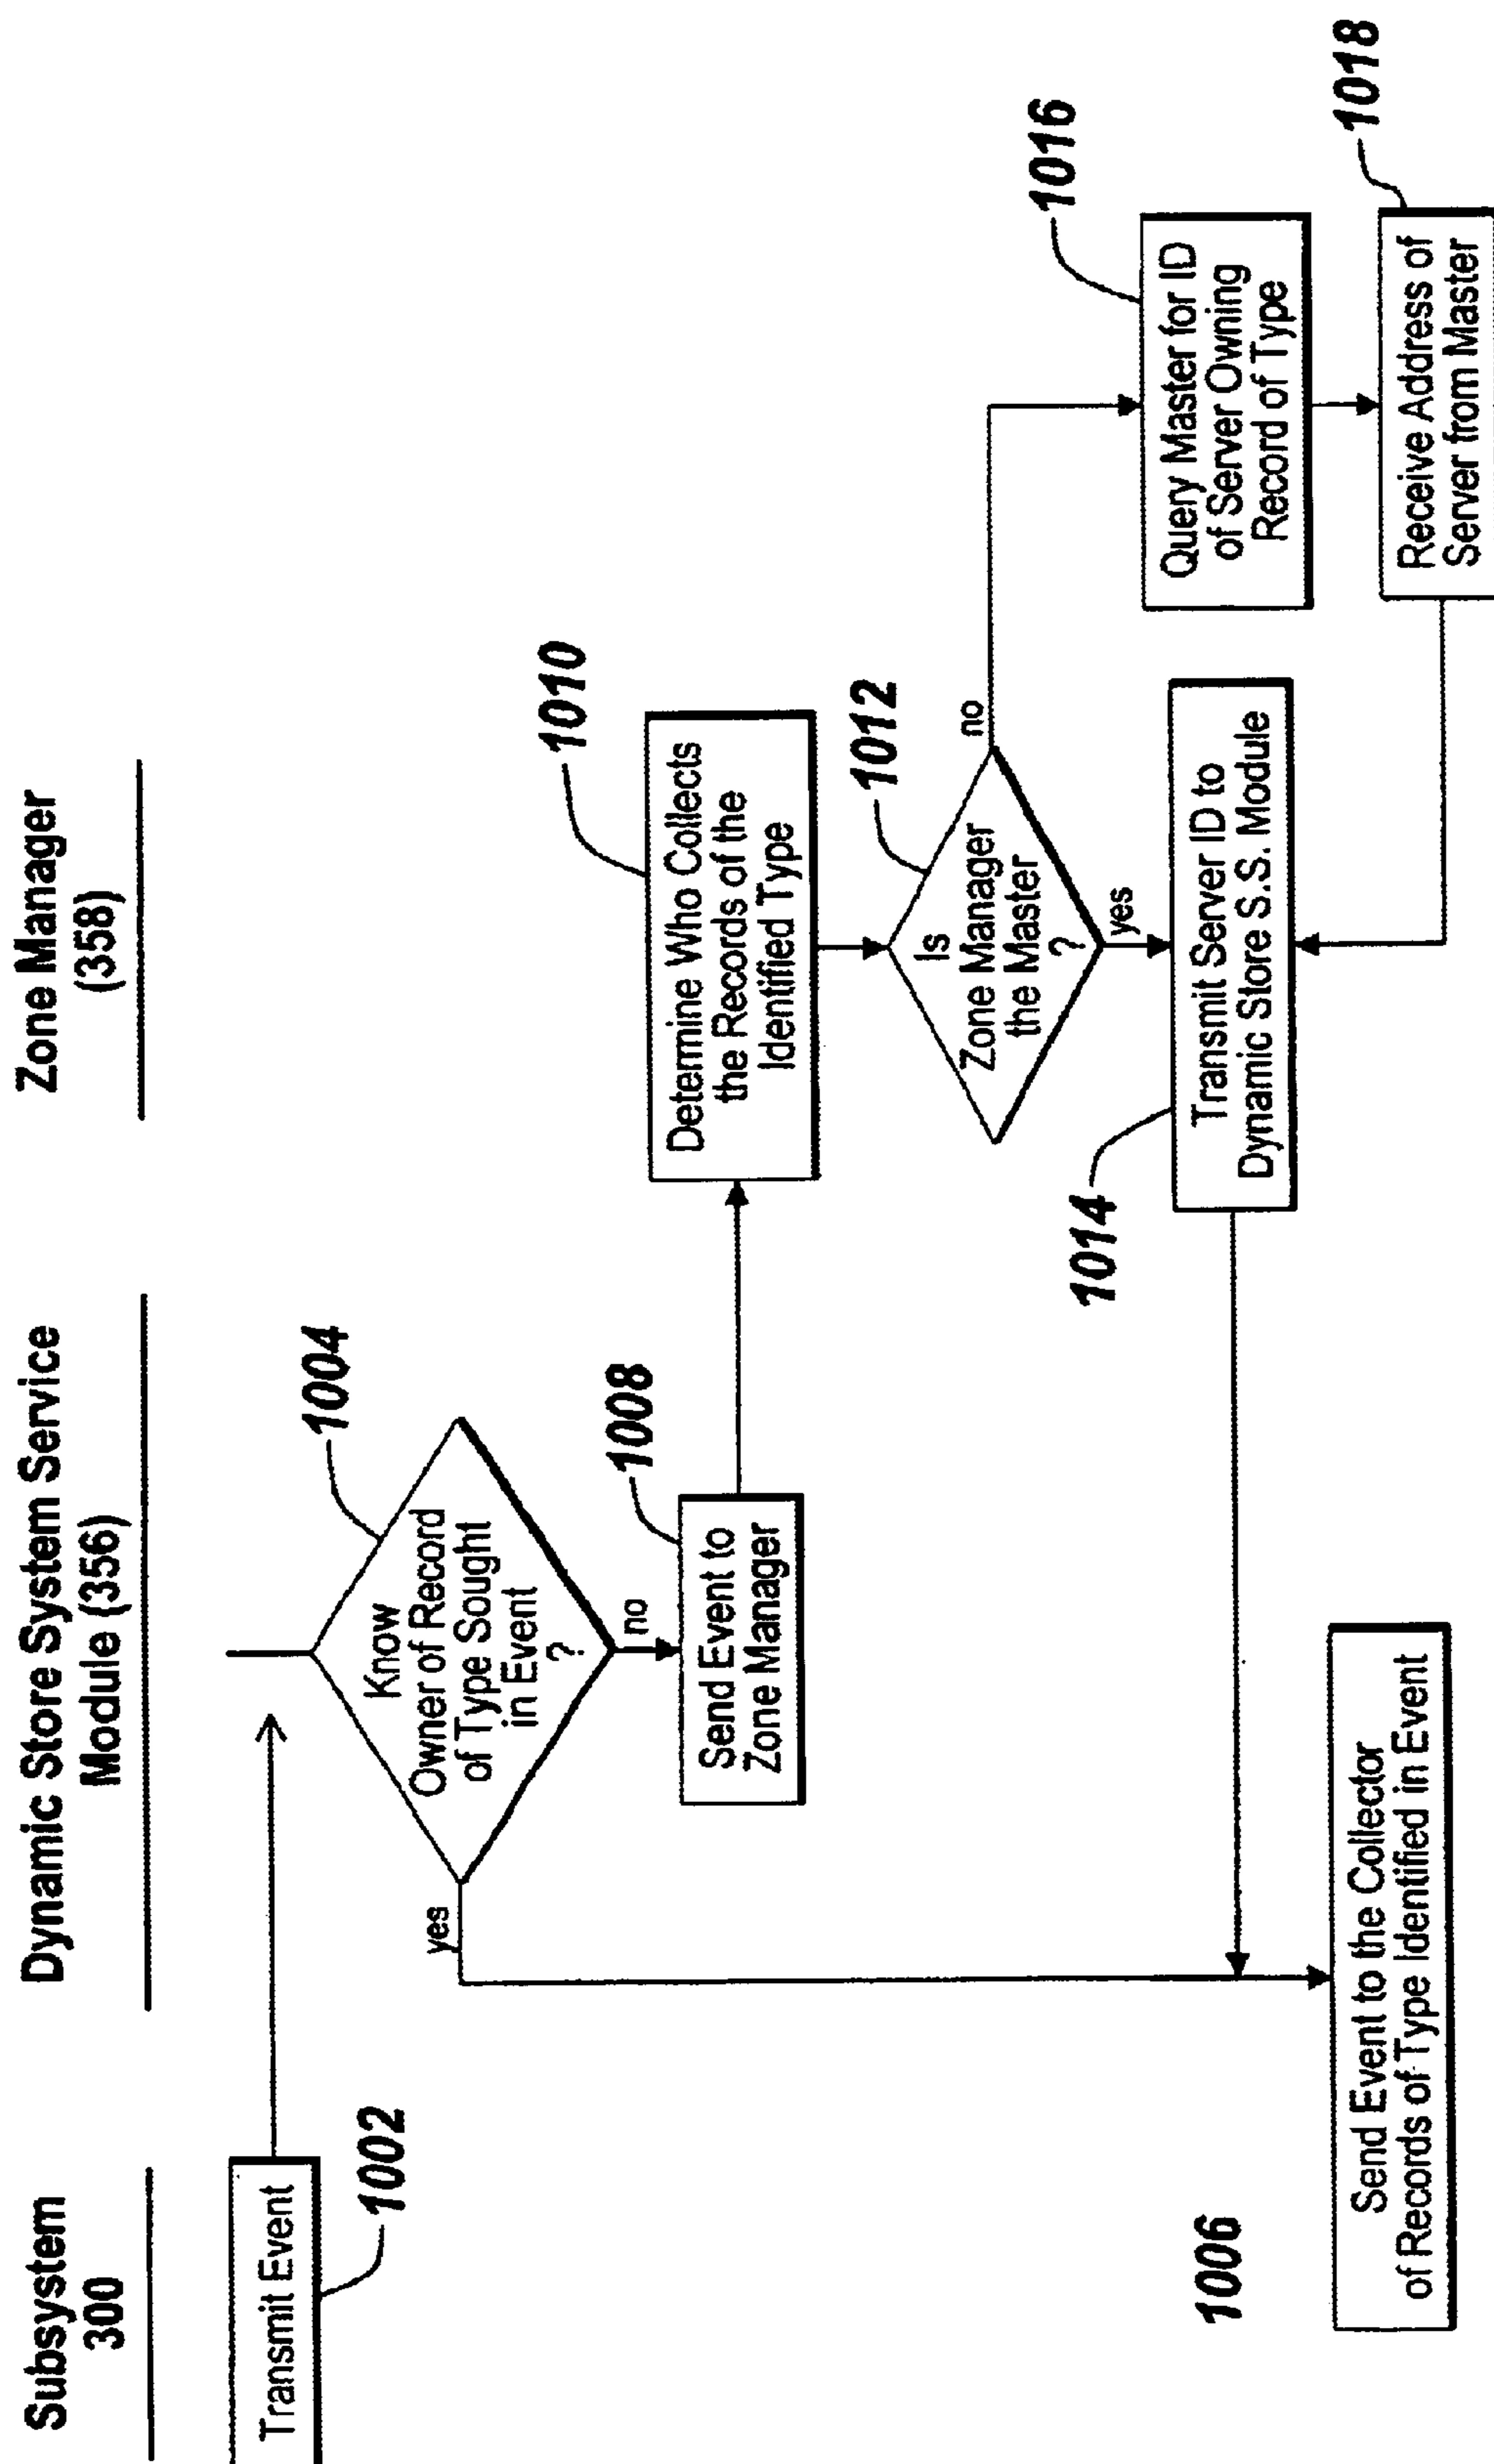 Subsystem
300
Dynamic Store System Service
Module (356)
Zone Manager
(358)
Transmit Event
1002
Know
Owner of Record
of Type Sought
in Event
?
1004
yes
no
Send Event to
Zone Manager
1008
Determine Who Collects
the Records of the
Identified Type
1010
Is
Zone Manager
the Master
?
1012
no
yes
Transmit Server ID to
Dynamic Store S.S. Module
1014
Query Master for ID
of Server Owning
Record of Type
1016
Receive Address of
Server from Master
1018
1006
Send Event to the Collector
of Records of Type Identified in Event